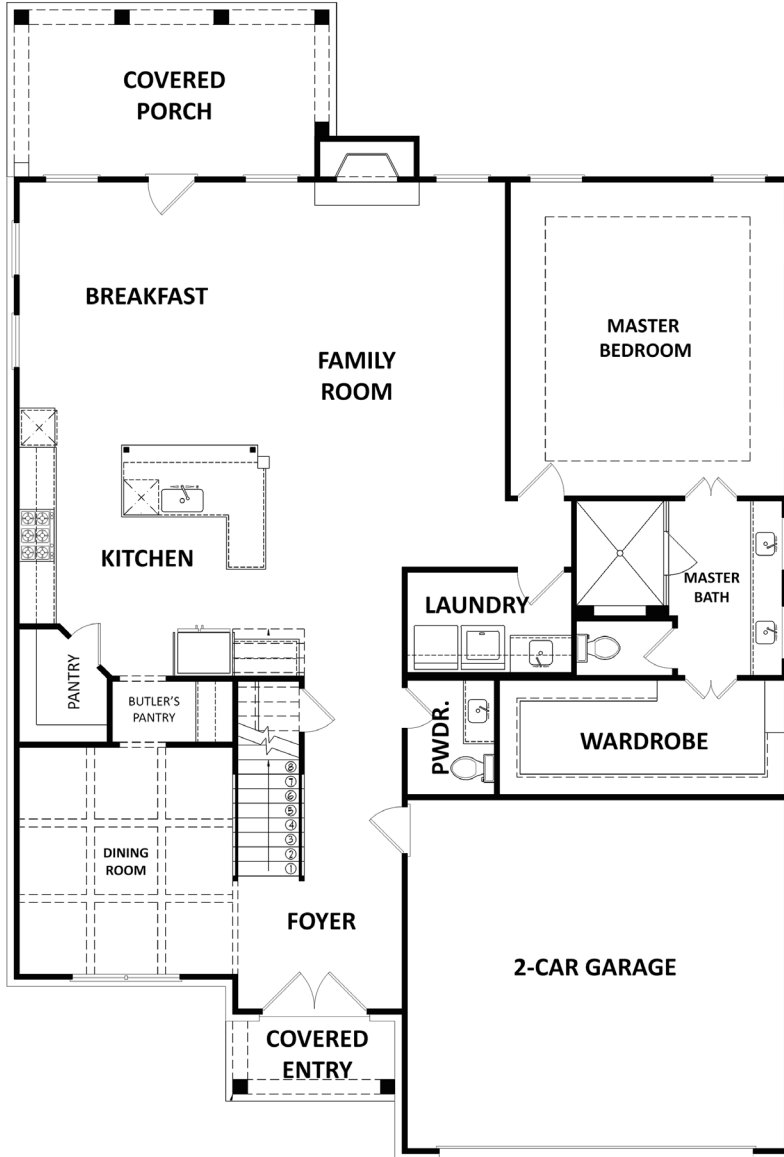 COVERED
PORCH
BREAKFAST
FAMILY
ROOM
MASTER
BEDROOM
KITCHEN
MASTER
BATH
LAUNDRY
PANTRY
BUTLER'S
PANTRY
PWDR.
WARDROBE
8
7
6
5
4
3
2
1
DINING
ROOM
FOYER
2-CAR GARAGE
COVERED
ENTRY